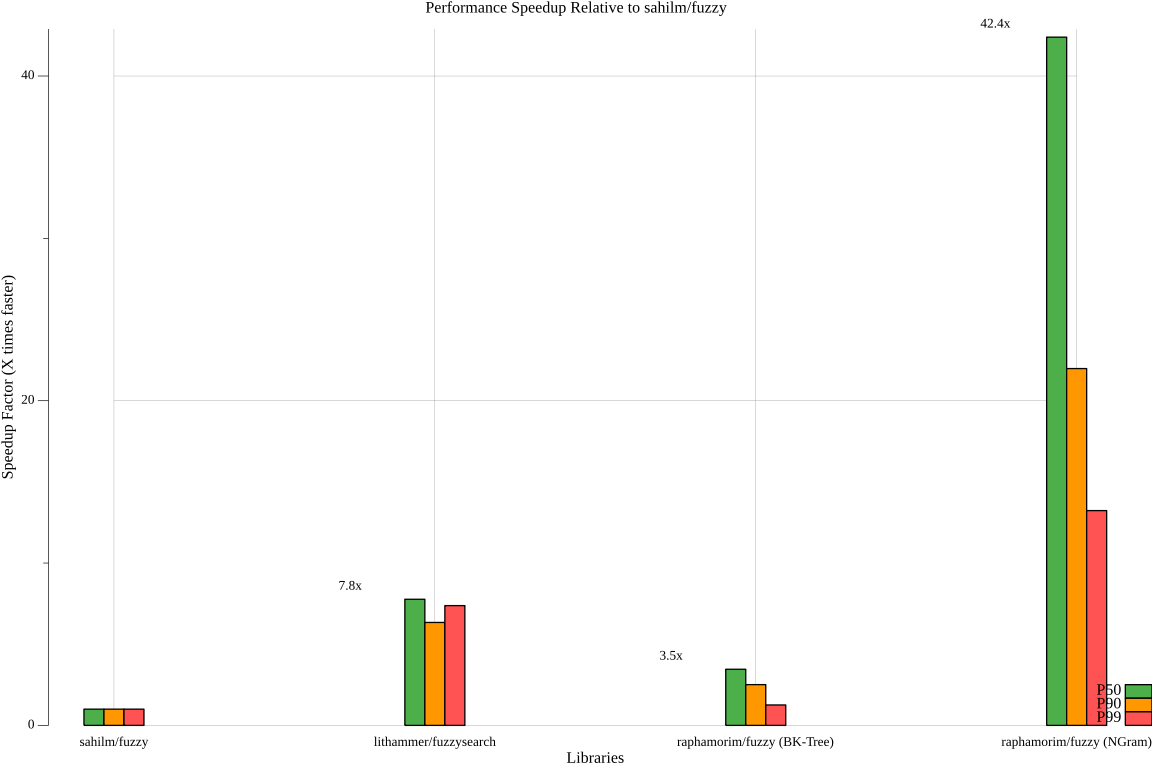 Performance Speedup Relative to sahilm/fuzzy
42.4x
40
Speedup Factor (X times faster)
20
7.8x
3.5x
P50
P90
P99
0
sahilm/fuzzy
lithammer/fuzzysearch
raphamorim/fuzzy (BK-Tree)
raphamorim/fuzzy (NGram)
Libraries